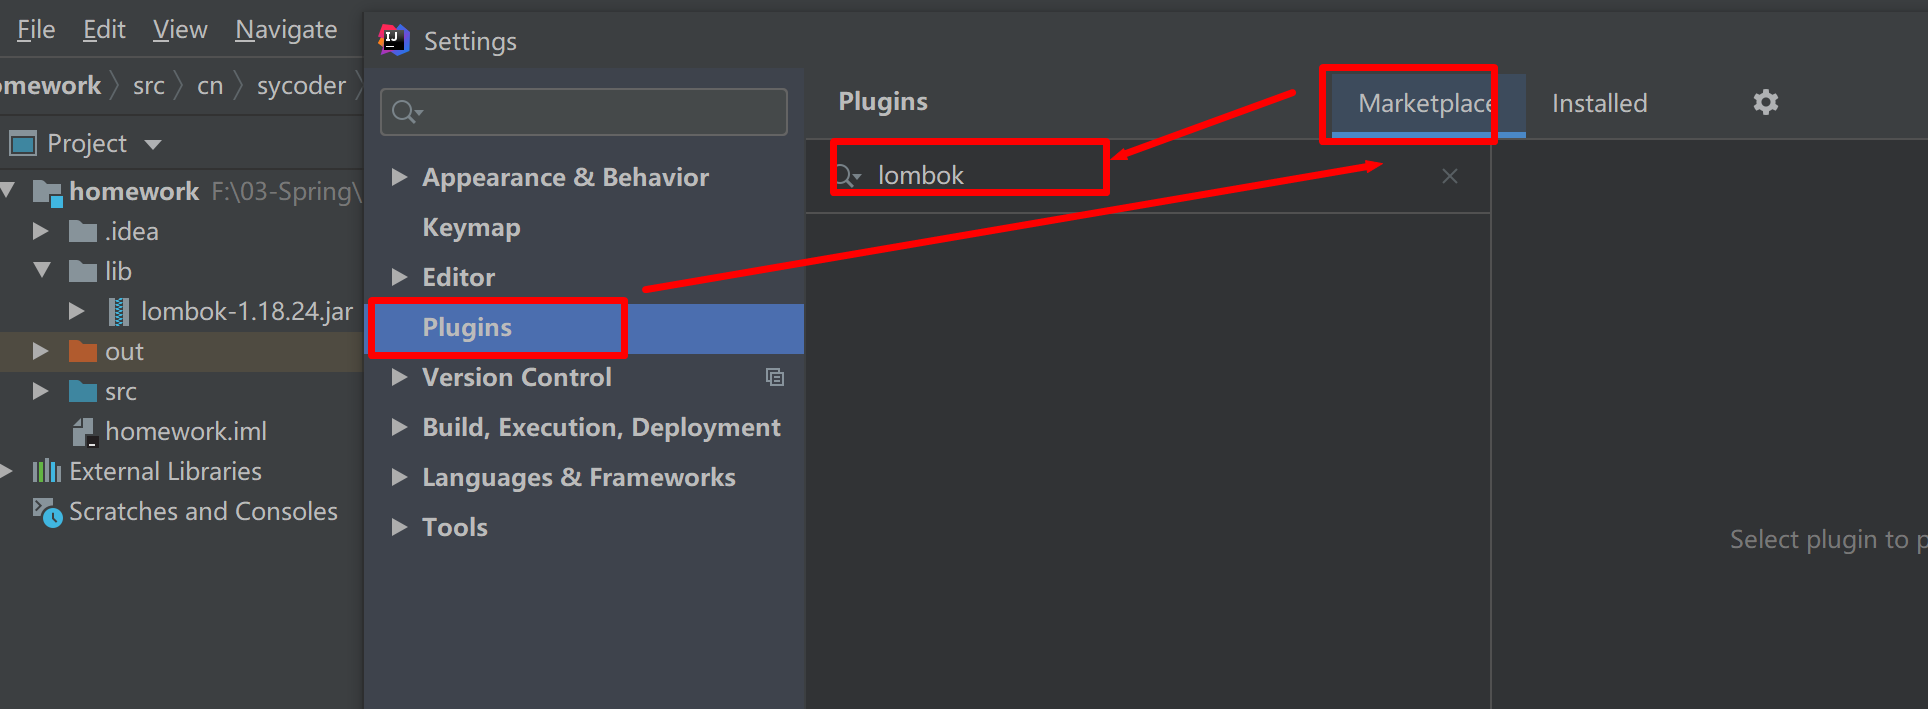 File Edit View Navigate
Settings
omework src cn sycoder
Project
homework F:\03-Spring\
.idea
lib
lombok-1.18.24.jar
out
src
homework.iml
External Libraries
Scratches and Consoles
Appearance & Behavior
Keymap
Editor
Plugins
Version Control
Build, Execution, Deployment
Languages & Frameworks
Tools
Plugins
Marketplace
Installed
lombok
Select plugin to p